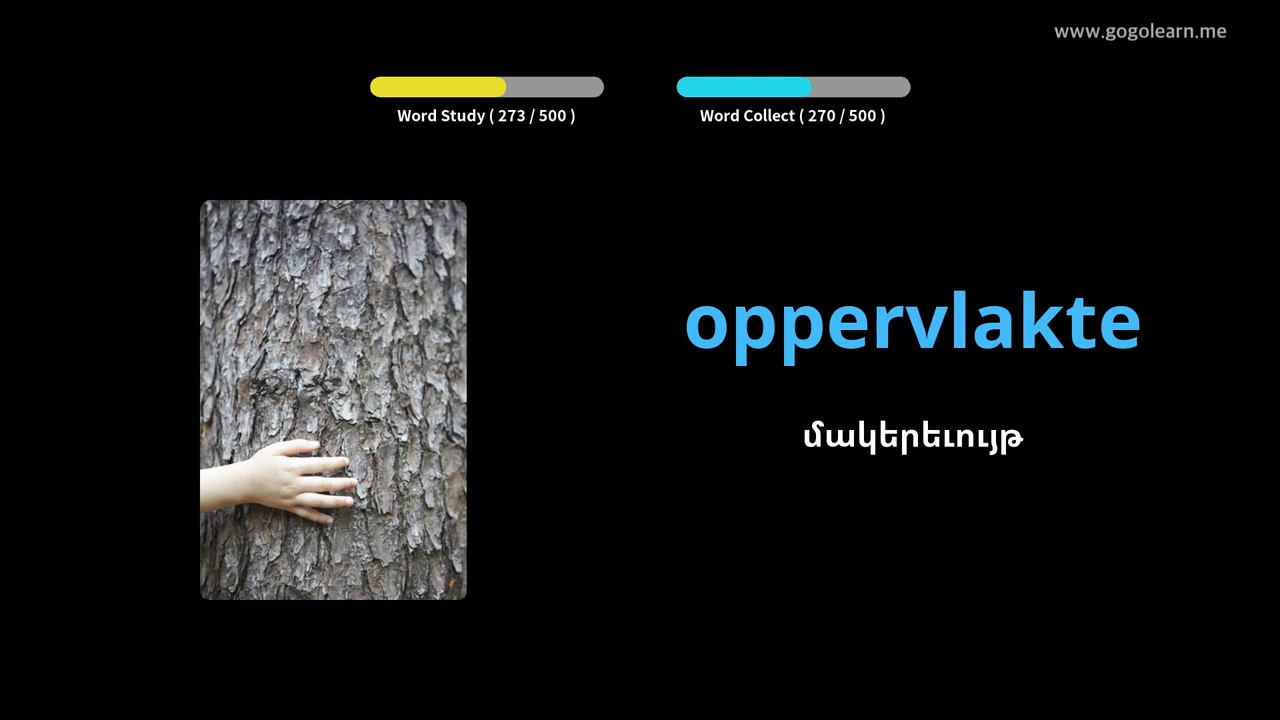 www.gogolearn.me
Word Study ( 273 / 500 )
Word Collect ( 270 / 500 )
oppervlakte
մակերեւույթ